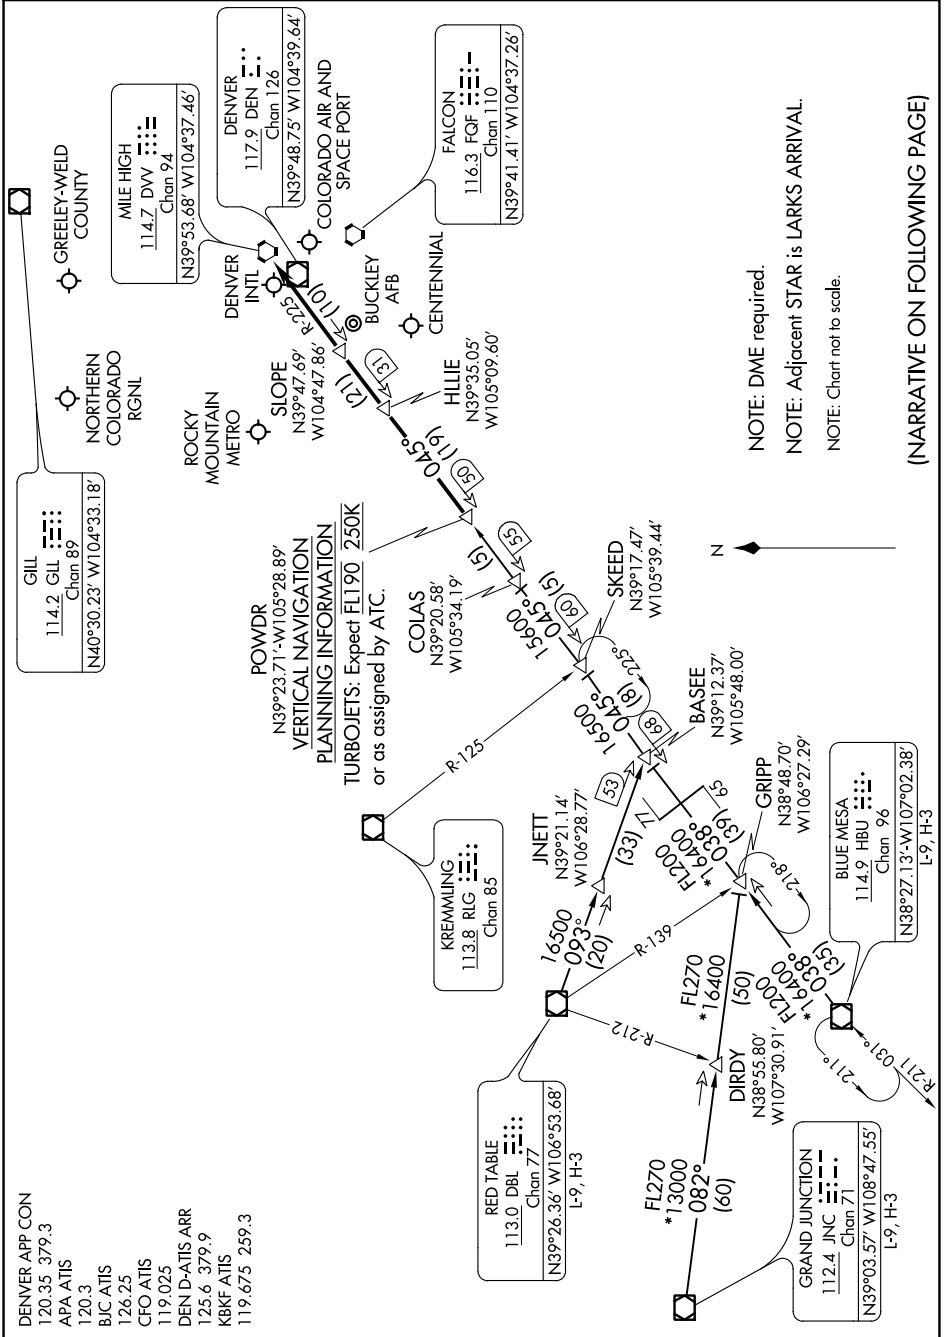 DENVER APP CON
120.35 379.3
APA ATIS
120.3
BJC ATIS
126.25
CFO ATIS
119.025
DEN D-ATIS ARR
125.6 379.9
KBKF ATIS
119.675 259.3
GILL
114.2 GLL
Chan 89
N40°30.23' W104°33.18'
NORTHERN
COLORADO
RGNL
GREELEY-WELD
COUNTY
MILE HIGH
114.7 DVV
Chan 94
N39°53.68' W104°37.46'
DENVER
117.9 DEN
Chan 126
N39°48.75' W104°39.64'
ROCKY
MOUNTAIN
METRO
DENVER
INTL
COLORADO AIR AND
SPACE PORT
FALCON
116.3 FQF
Chan 110
N39°41.41' W104°37.26'
BUCKLEY
AFB
CENTENNIAL
R-225
(10)
SLOPE
N39°47.69'
W104°47.86'
(21)
31
HLLIE
N39°35.05'
W105°09.60'
045°
(19)
50
POWDR
N39°23.71'-W105°28.89'
VERTICAL NAVIGATION
PLANNING INFORMATION
TURBOJETS: Expect FL190 250K
or as assigned by ATC.
(5)
55
COLAS
N39°20.58'
W105°34.19'
15600
045°
(5)
60
SKEED
N39°17.47'
W105°39.44'
225°
KREMMLING
113.8 RLG
Chan 85
R-125
16500
045°
(8)
68
BASEE
N39°12.37'
W105°48.00'
JNETT
N39°21.14'
W106°28.77'
53
(33)
16500
093°
(20)
77
65
FL200
*16400
038°
(39)
GRIPP
N38°48.70'
W106°27.29'
218°
RED TABLE
113.0 DBL
Chan 77
N39°26.36' W106°53.68'
L-9, H-3
R-139
R-212
FL270
*16400
(50)
DIRDY
N38°55.80'
W107°30.91'
FL200
*16400
038°
(35)
BLUE MESA
114.9 HBU
Chan 96
N38°27.13'-W107°02.38'
L-9, H-3
211°
031°
R-211
FL270
*13000
082°
(60)
GRAND JUNCTION
112.4 JNC
Chan 71
N39°03.57' W108°47.55'
L-9, H-3
N
NOTE: DME required.
NOTE: Adjacent STAR is LARKS ARRIVAL.
NOTE: Chart not to scale.
(NARRATIVE ON FOLLOWING PAGE)